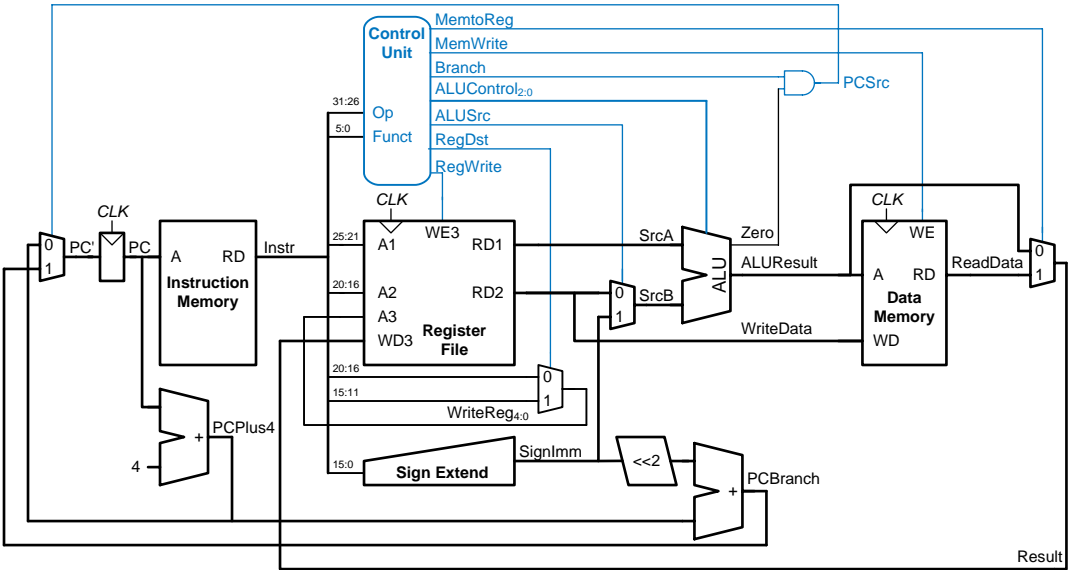 MemtoReg
Control
Unit
MemWrite
Branch
PCSrc
ALUControl2:0
31:26
Op
ALUSrc
5:0
Funct
RegDst
RegWrite
CLK
CLK
CLK
0
1
PC'
PC
A
RD
Instruction
Memory
Instr
25:21
A1
WE3
RD1
SrcA
Zero
WE
0
1
20:16
A2
RD2
0
1
SrcB
ALU
ALUResult
A
RD
ReadData
Data
Memory
A3
WD3
Register
File
WriteData
WD
20:16
0
15:11
1
WriteReg4:0
PCPlus4
+
4
15:0
Sign Extend
SignImm
<<2
+
PCBranch
Result